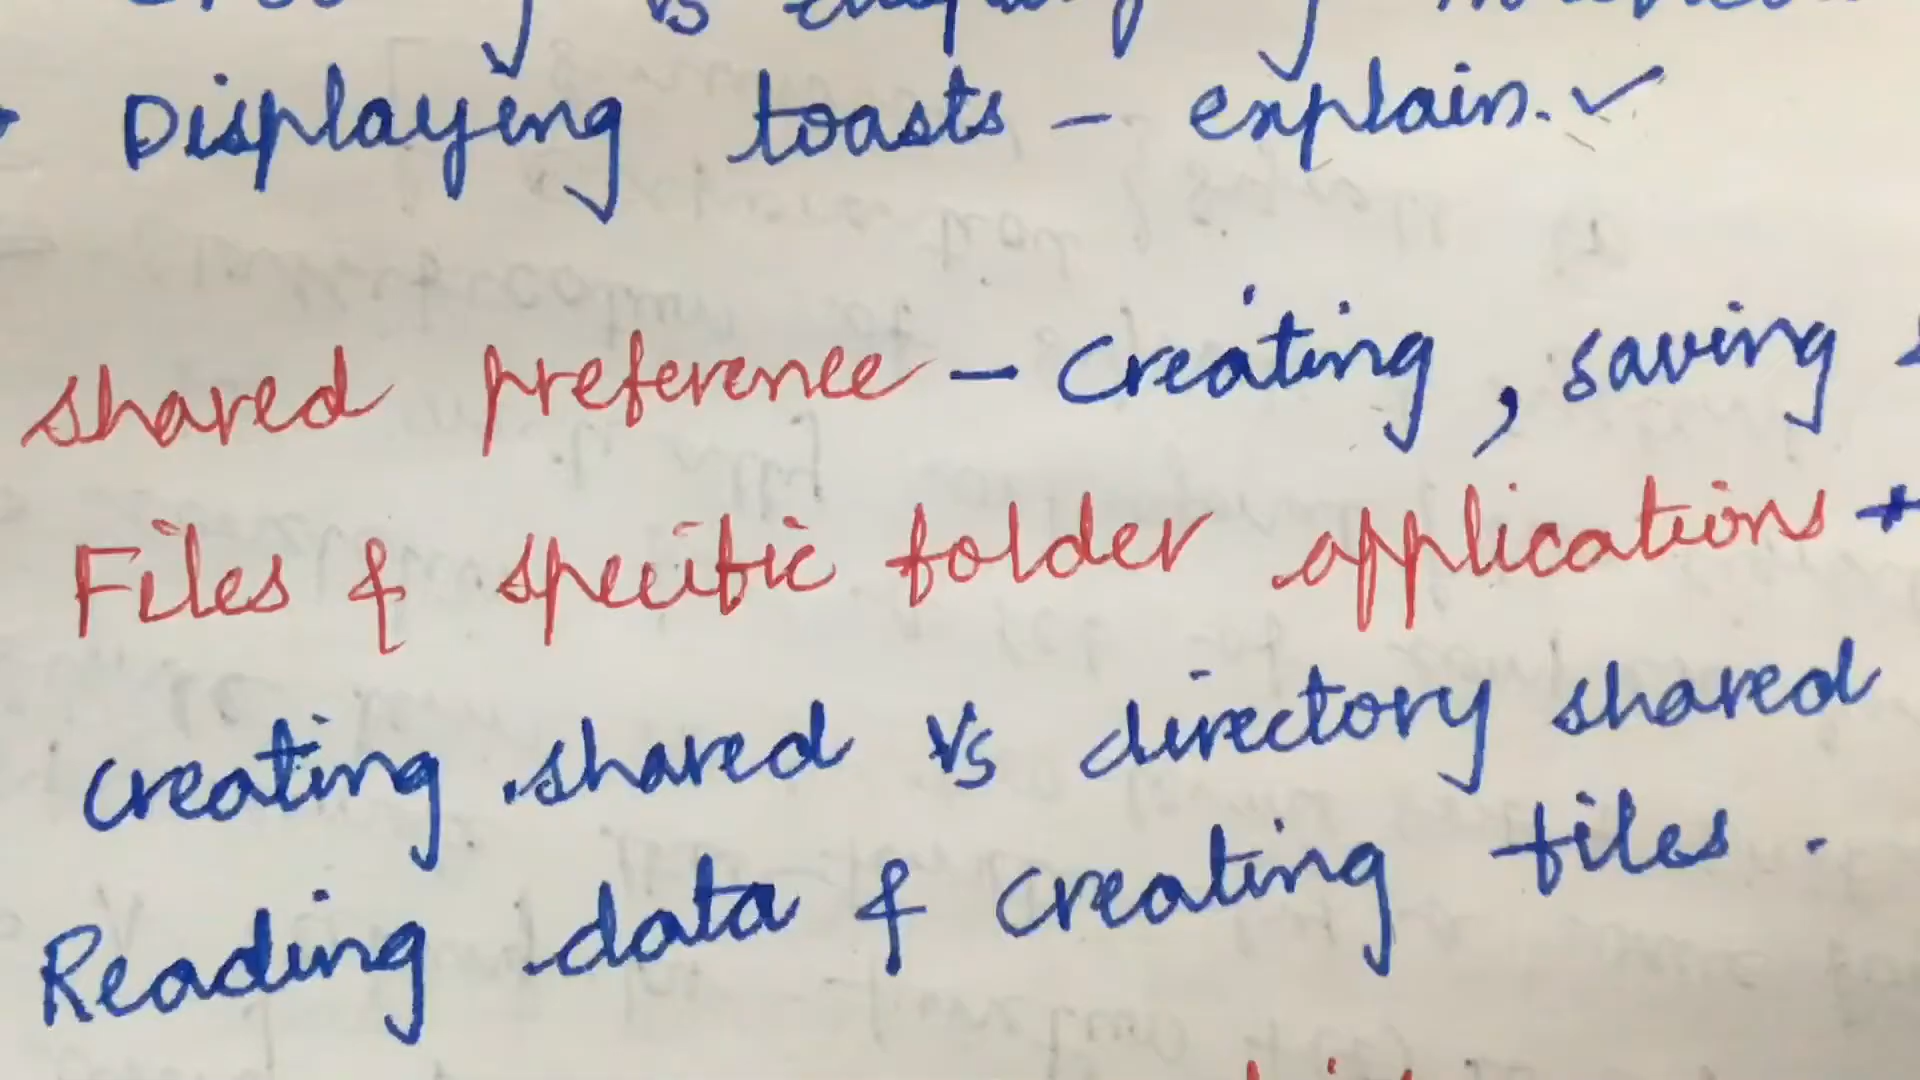 vs
Displaying toasts - explain. ✓
shared preference - creating, saving
Files & specific folder applications
creating shared Vs directory shared
Reading data & creating files.